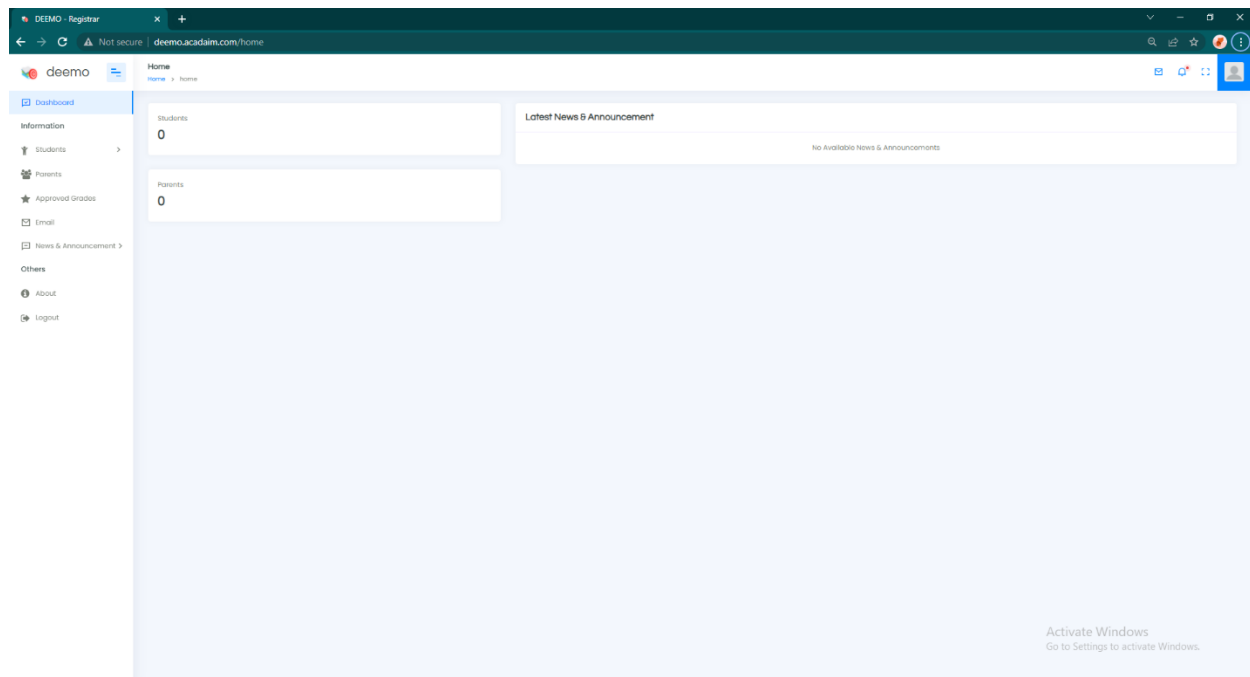 DEEMO - Registrar
Not secure | deemo.acadaim.com/home
deemo
Home
Home > home
Dashboard
Information
Students
Parents
Approved Grades
Email
News & Announcement
Others
About
Logout
Students
0
Parents
0
Latest News & Announcement
No Available News & Announcements
Activate Windows
Go to Settings to activate Windows.